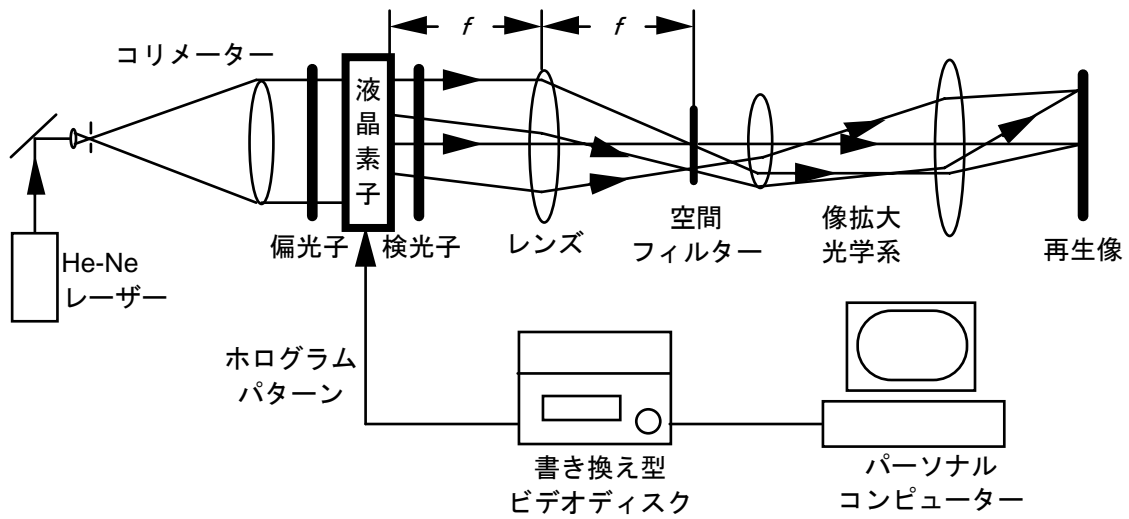 f
f
コリメーター
液
晶
素
子
偏光子
検光子
レンズ
空間
フィルター
像拡大
光学系
再生像
He-Ne
レーザー
ホログラム
パターン
書き換え型
ビデオディスク
パーソナル
コンピューター